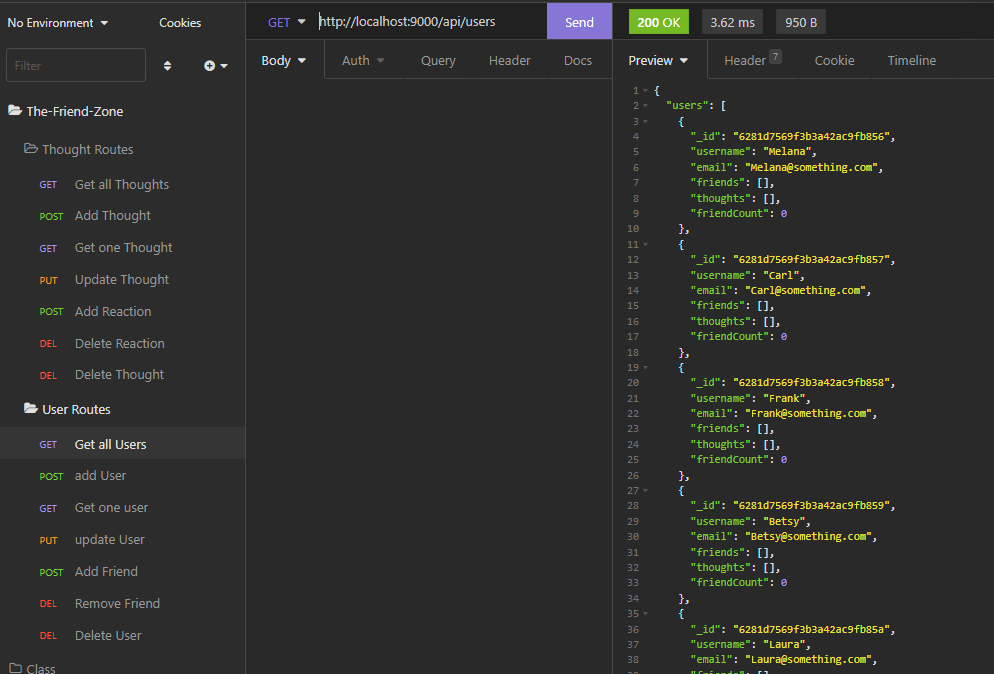 No Environment Cookies
Filter
The-Friend-Zone
Thought Routes
GET Get all Thoughts
POST Add Thought
GET Get one Thought
PUT Update Thought
POST Add Reaction
DEL Delete Reaction
DEL Delete Thought
User Routes
GET Get all Users
POST add User
GET Get one user
PUT update User
POST Add Friend
DEL Remove Friend
DEL Delete User
Class
GET http://localhost:9000/api/users Send
Body Auth Query Header Docs
200 OK 3.62 ms 950 B
Preview Header 7 Cookie Timeline
1 {
2 "users": [
3 {
4 "_id": "6281d7569f3b3a42ac9fb856",
5 "username": "Melana",
6 "email": "Melana@something.com",
7 "friends": [],
8 "thoughts": [],
9 "friendCount": 0
10 },
11 {
12 "_id": "6281d7569f3b3a42ac9fb857",
13 "username": "Carl",
14 "email": "Carl@something.com",
15 "friends": [],
16 "thoughts": [],
17 "friendCount": 0
18 },
19 {
20 "_id": "6281d7569f3b3a42ac9fb858",
21 "username": "Frank",
22 "email": "Frank@something.com",
23 "friends": [],
24 "thoughts": [],
25 "friendCount": 0
26 },
27 {
28 "_id": "6281d7569f3b3a42ac9fb859",
29 "username": "Betsy",
30 "email": "Betsy@something.com",
31 "friends": [],
32 "thoughts": [],
33 "friendCount": 0
34 },
35 {
36 "_id": "6281d7569f3b3a42ac9fb85a",
37 "username": "Laura",
38 "email": "Laura@something.com",